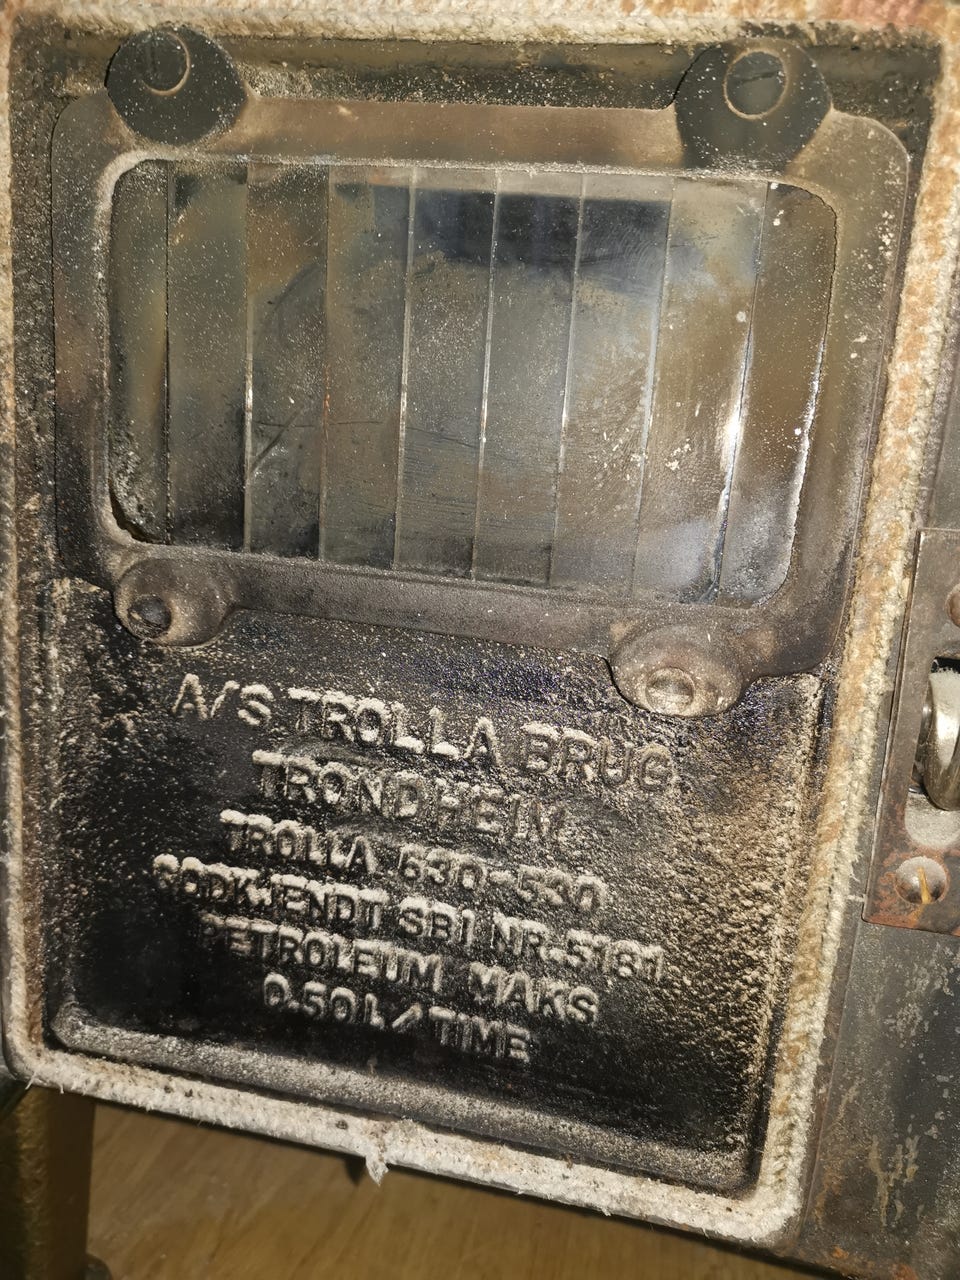 A/S TROLLA BRUG
TRONDHEIM
TROLLA 630-530
GODKJENDT SBI NR.5181
PETROLEUM MAKS
0.50 L/TIME